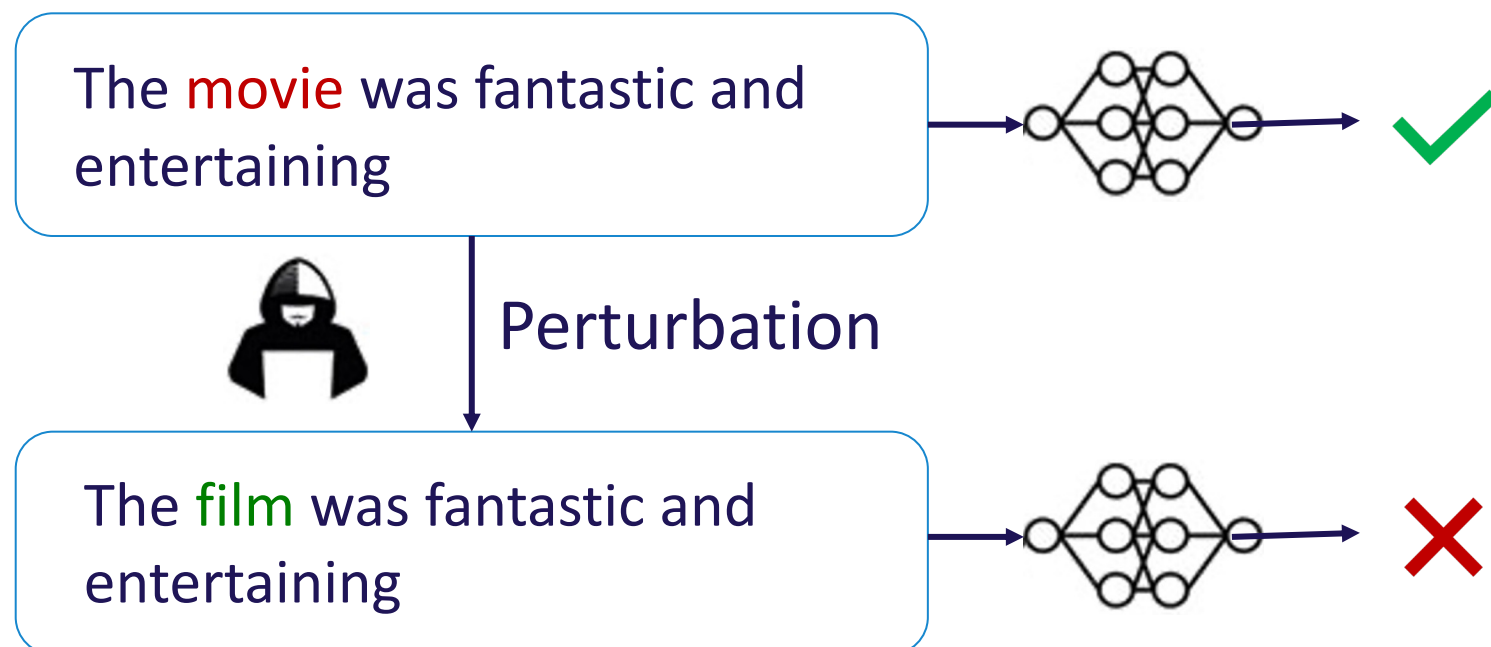 The movie was fantastic and
entertaining
Perturbation
The film was fantastic and
entertaining